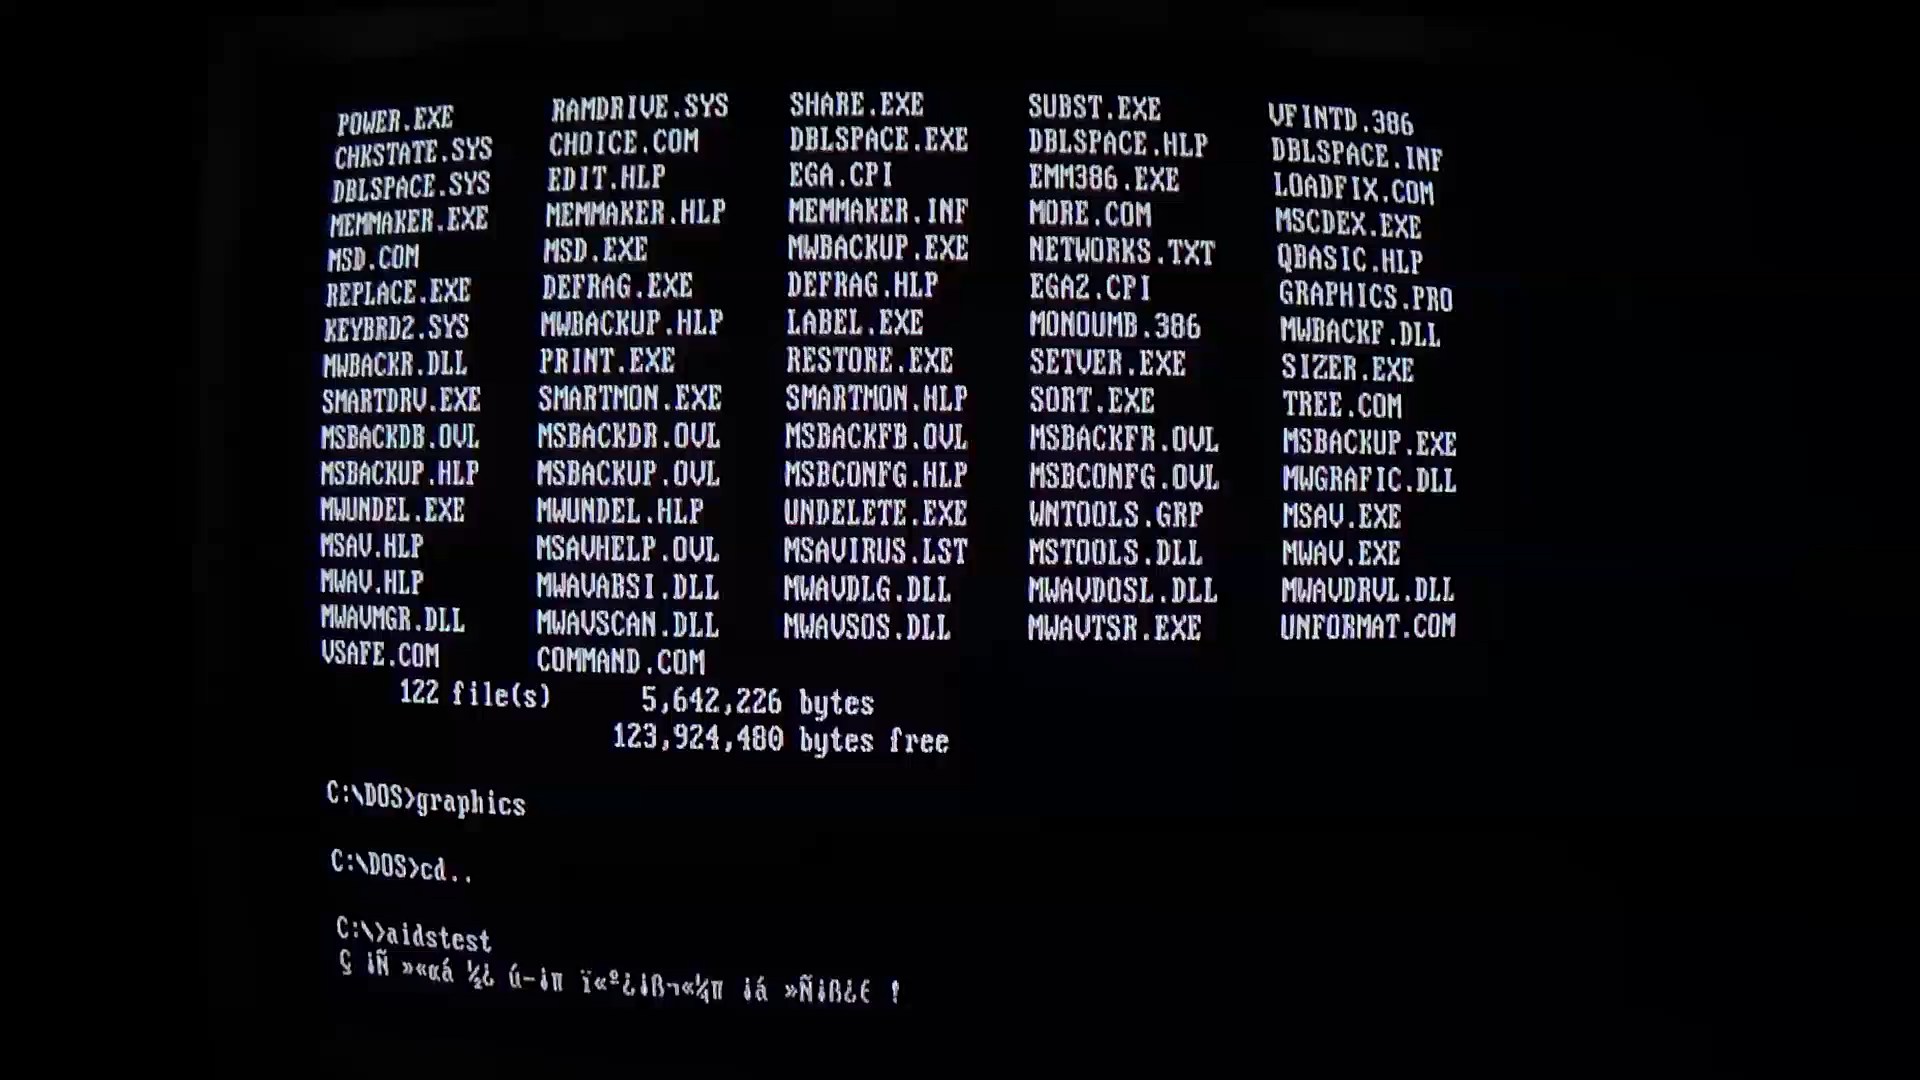 POWER.EXE RAMDRIVE.SYS SHARE.EXE SUBST.EXE VFINTD.386
CHKSTATE.SYS CHOICE.COM DBLSPACE.EXE DBLSPACE.HLP DBLSPACE.INF
DBLSPACE.SYS EDIT.HLP EGA.CPI EMM386.EXE LOADFIX.COM
MEMMAKER.EXE MEMMAKER.HLP MEMMAKER.INF MORE.COM MSCDEX.EXE
MSD.COM MSD.EXE MWBACKUP.EXE NETWORKS.TXT QBASIC.HLP
REPLACE.EXE DEFRAG.EXE DEFRAG.HLP EGA2.CPI GRAPHICS.PRO
KEYBRD2.SYS MWBACKUP.HLP LABEL.EXE MONOUMB.386 MWBACKF.DLL
MWBACKR.DLL PRINT.EXE RESTORE.EXE SETVER.EXE SIZER.EXE
SMARTDRV.EXE SMARTMON.EXE SMARTMON.HLP SORT.EXE TREE.COM
MSBACKDB.OVL MSBACKDR.OVL MSBACKFB.OVL MSBACKFR.OVL MSBACKUP.EXE
MSBACKUP.HLP MSBACKUP.OVL MSBCONFG.HLP MSBCONFG.OVL MWGRAFIC.DLL
MWUNDEL.EXE MWUNDEL.HLP UNDELETE.EXE WNTOOLS.GRP MSAV.EXE
MSAV.HLP MSAVHELP.OVL MSAVIRUS.LST MSTOOLS.DLL MWAV.EXE
MWAV.HLP MWAVABSI.DLL MWAVDLG.DLL MWAVDOSL.DLL MWAVDRVL.DLL
MWAVMGR.DLL MWAVSCAN.DLL MWAVSOS.DLL MWAVTSR.EXE UNFORMAT.COM
VSAFE.COM COMMAND.COM
122 file(s) 5,642,226 bytes
123,924,480 bytes free
C:\DOS>graphics
C:\DOS>cd..
C:\>aidstest